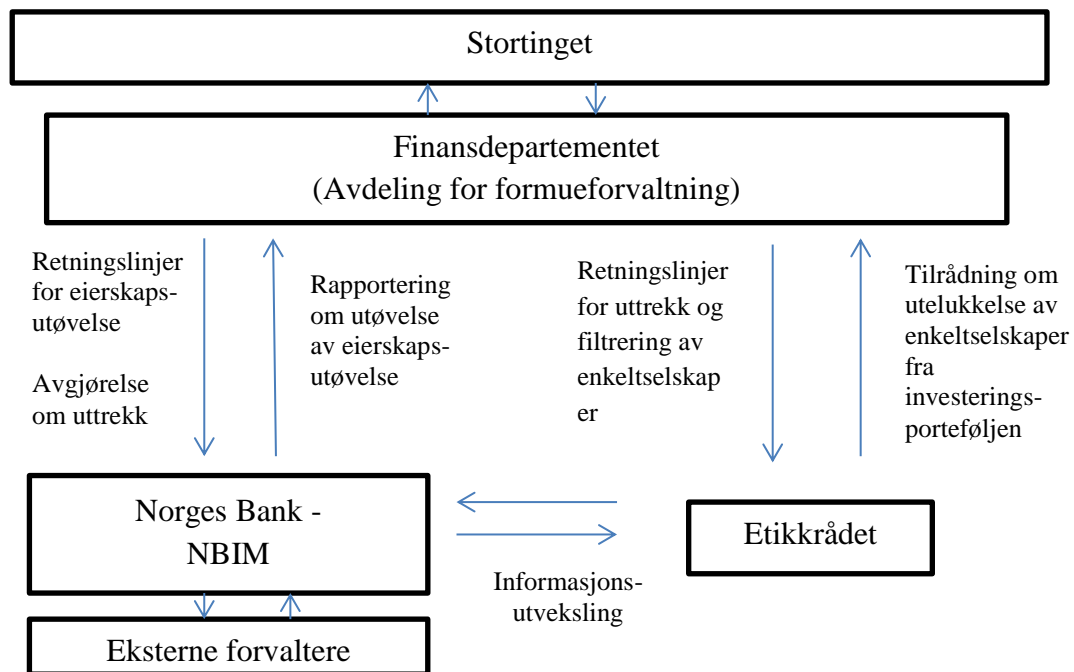 Stortinget
Finansdepartementet
(Avdeling for formueforvaltning)
Retningslinjer
for eierskaps-
utøvelse
Avgjørelse
om uttrekk
Rapportering
om utøvelse
av eierskaps-
utøvelse
Retningslinjer
for uttrekk og
filtrering av
enkeltselskap
er
Tilrådning om
utelukkelse av
enkeltselskaper
fra
investerings-
porteføljen
Norges Bank -
NBIM
Etikkrådet
Informasjons-
utveksling
Eksterne forvaltere